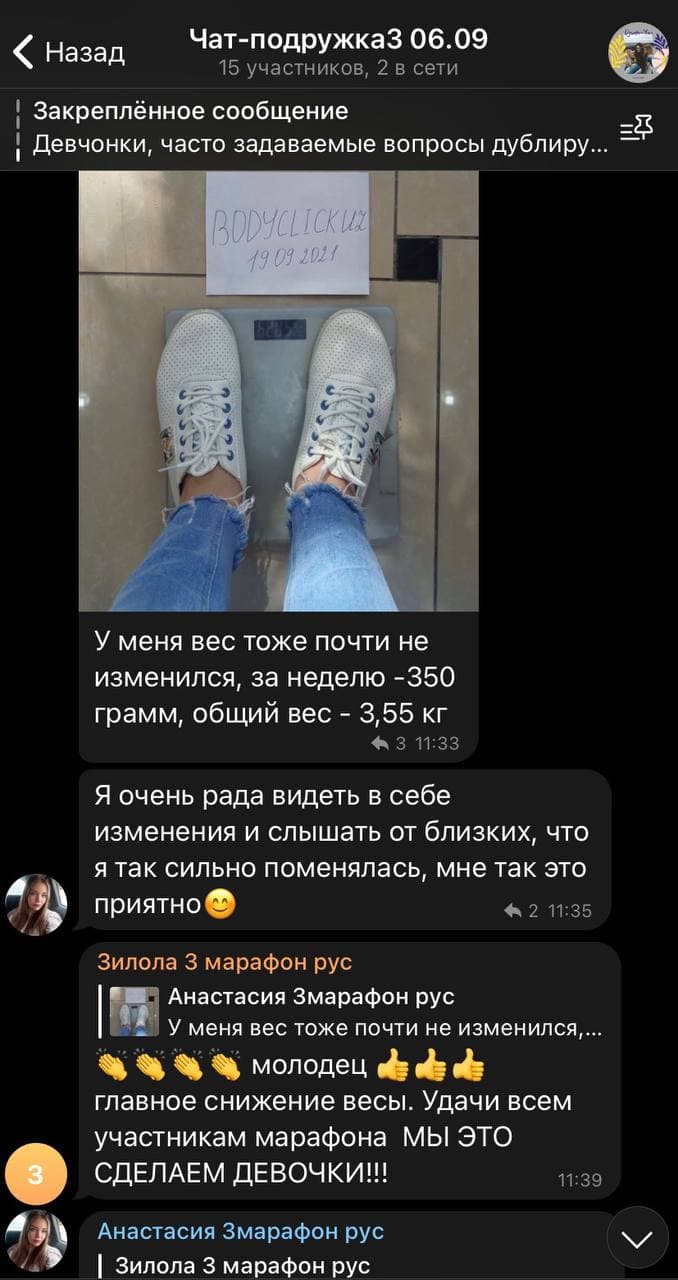 Назад
Чат-подружка3 06.09
15 участников, 2 в сети
Закреплённое сообщение
Девчонки, часто задаваемые вопросы дублиру...
BODYCLICKUZ
19 09 2021
У меня вес тоже почти не
изменился, за неделю -350
грамм, общий вес - 3,55 кг
3 11:33
Я очень рада видеть в себе
изменения и слышать от близких, что
я так сильно поменялась, мне так это
приятно😊
2 11:35
Зилола 3 марафон рус
Анастасия 3марафон рус
У меня вес тоже почти не изменился,...
👏👏👏👏 молодец 👍👍👍
главное снижение весы. Удачи всем
участникам марафона МЫ ЭТО
СДЕЛАЕМ ДЕВОЧКИ!!!
11:39
З
Анастасия 3марафон рус
Зилола 3 марафон рус